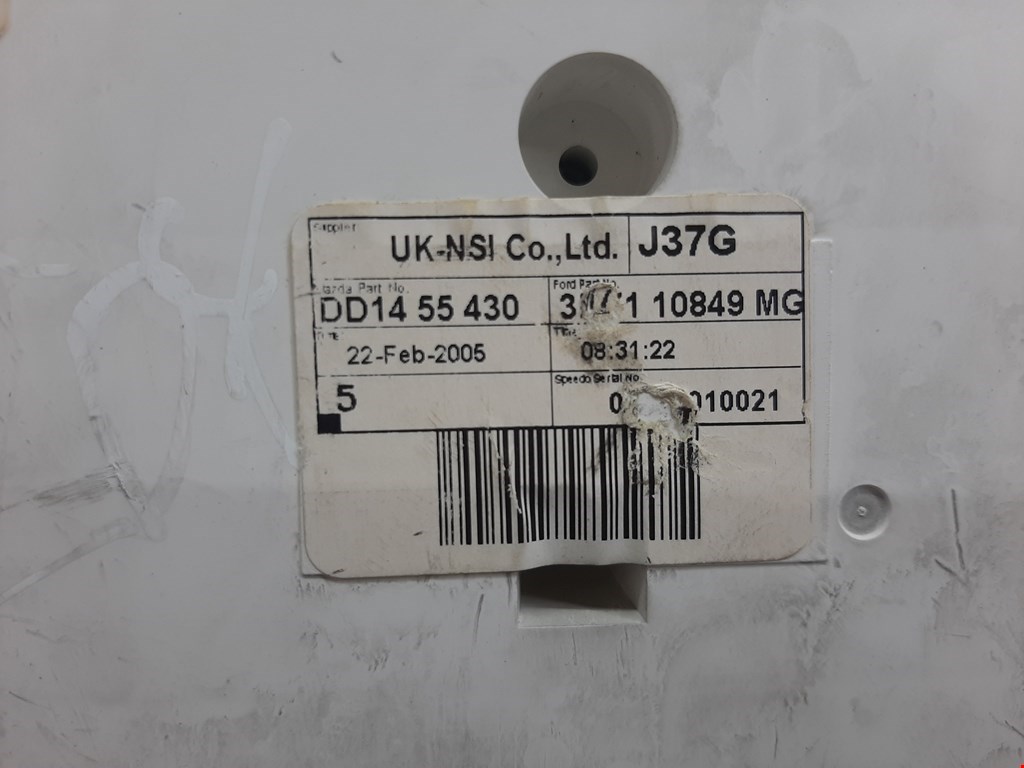 Supplier
UK-NSI Co.,Ltd. J37G
Mazda Part No. Ford Part No.
DD14 55 430 10849 MG
22-Feb-2005 08:31:22
Speedo Serial No
5
ok